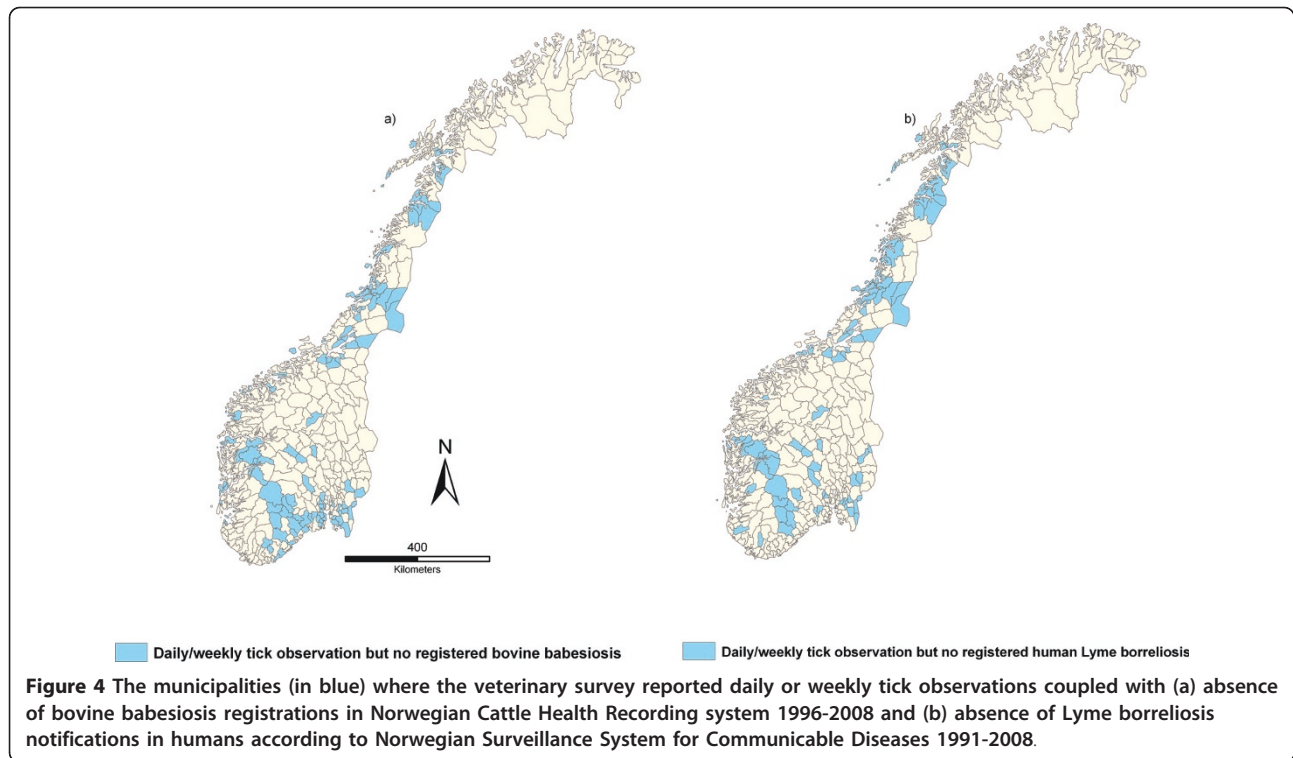 a)
b)
N
400
Kilometers
Daily/weekly tick observation but no registered bovine babesiosis
Daily/weekly tick observation but no registered human Lyme borreliosis
Figure 4 The municipalities (in blue) where the veterinary survey reported daily or weekly tick observations coupled with (a) absence
of bovine babesiosis registrations in Norwegian Cattle Health Recording system 1996-2008 and (b) absence of Lyme borreliosis
notifications in humans according to Norwegian Surveillance System for Communicable Diseases 1991-2008.